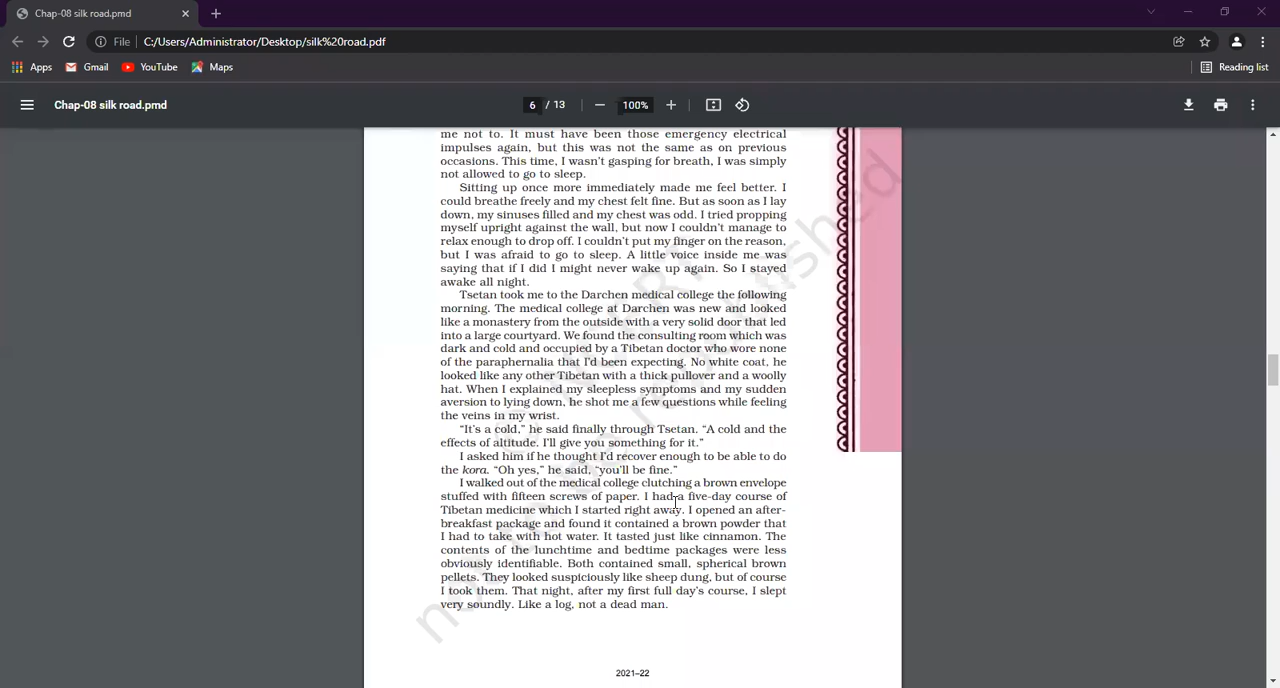 Chap-08 silk road.pmd
File C:/Users/Administrator/Desktop/silk%20road.pdf
Apps Gmail YouTube Maps Reading list
Chap-08 silk road.pmd 6 / 13 100%
me not to. It must have been those emergency electrical
impulses again, but this was not the same as on previous
occasions. This time, I wasn't gasping for breath, I was simply
not allowed to go to sleep.
Sitting up once more immediately made me feel better. I
could breathe freely and my chest felt fine. But as soon as I lay
down, my sinuses filled and my chest was odd. I tried propping
myself upright against the wall, but now I couldn't manage to
relax enough to drop off. I couldn't put my finger on the reason,
but I was afraid to go to sleep. A little voice inside me was
saying that if I did I might never wake up again. So I stayed
awake all night.
Tsetan took me to the Darchen medical college the following
morning. The medical college at Darchen was new and looked
like a monastery from the outside with a very solid door that led
into a large courtyard. We found the consulting room which was
dark and cold and occupied by a Tibetan doctor who wore none
of the paraphernalia that I'd been expecting. No white coat, he
looked like any other Tibetan with a thick pullover and a woolly
hat. When I explained my sleepless symptoms and my sudden
aversion to lying down, he shot me a few questions while feeling
the veins in my wrist.
“It's a cold,” he said finally through Tsetan. “A cold and the
effects of altitude. I'll give you something for it.”
I asked him if he thought I'd recover enough to be able to do
the kora. “Oh yes,” he said, “you'll be fine.”
I walked out of the medical college clutching a brown envelope
stuffed with fifteen screws of paper. I had a five-day course of
Tibetan medicine which I started right away. I opened an after-
breakfast package and found it contained a brown powder that
I had to take with hot water. It tasted just like cinnamon. The
contents of the lunchtime and bedtime packages were less
obviously identifiable. Both contained small, spherical brown
pellets. They looked suspiciously like sheep dung, but of course
I took them. That night, after my first full day's course, I slept
very soundly. Like a log, not a dead man.
2021–22